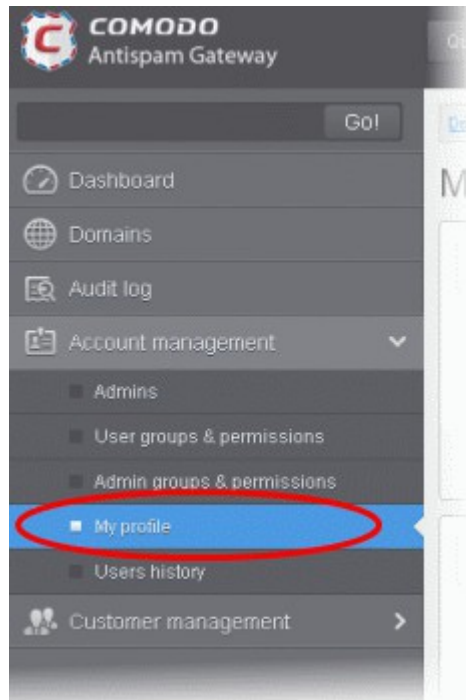 COMODO
Antispam Gateway
Go!
Dashboard
Domains
Audit log
Account management
Admins
User groups & permissions
Admin groups & permissions
My profile
Users history
Customer management